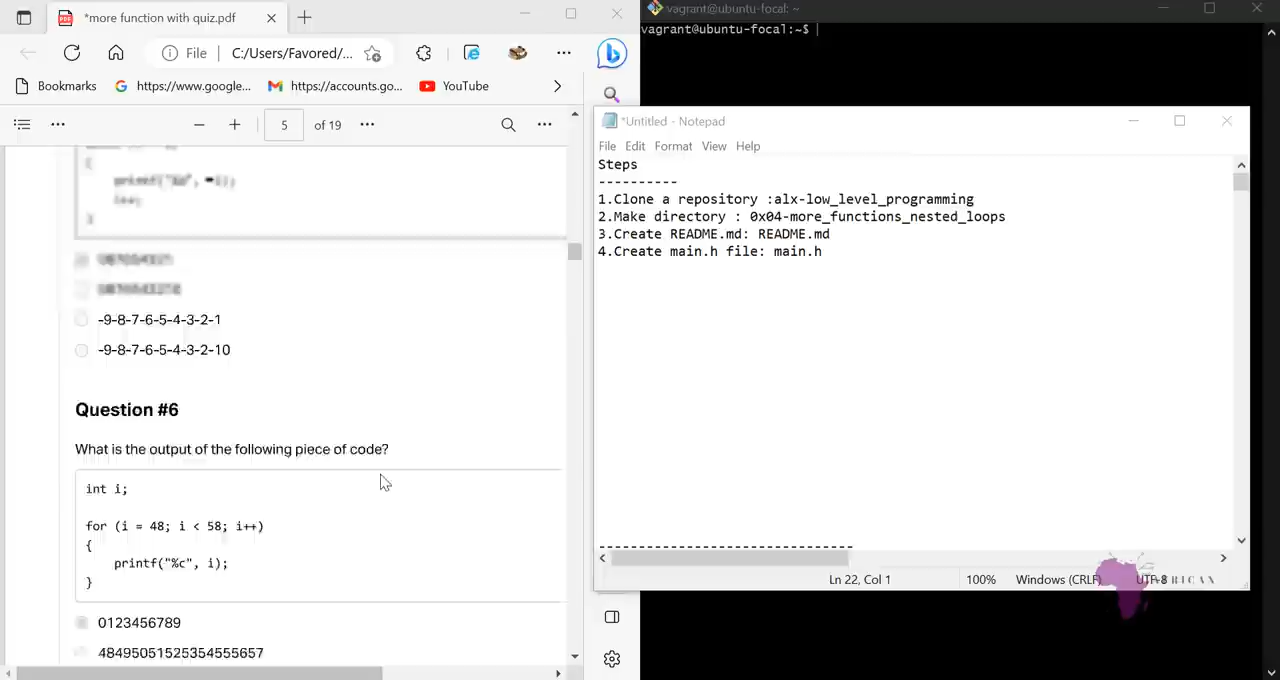 *more function with quiz.pdf
File
C:/Users/Favored/...
Bookmarks
https://www.google...
https://accounts.go...
YouTube
5
of 19
{
printf("%d", -i);
i++;
}
-9-8-7-6-5-4-3-2-1
-9-8-7-6-5-4-3-2-10
Question #6
What is the output of the following piece of code?
int i;
for (i = 48; i < 58; i++)
{
printf("%c", i);
}
0123456789
48495051525354555657
vagrant@ubuntu-focal: ~
vagrant@ubuntu-focal:~$
*Untitled - Notepad
File Edit Format View Help
Steps
----------
1.Clone a repository :alx-low_level_programming
2.Make directory : 0x04-more_functions_nested_loops
3.Create README.md: README.md
4.Create main.h file: main.h
--------------------------------
Ln 22, Col 1
100%
Windows (CRLF)
UTF-8